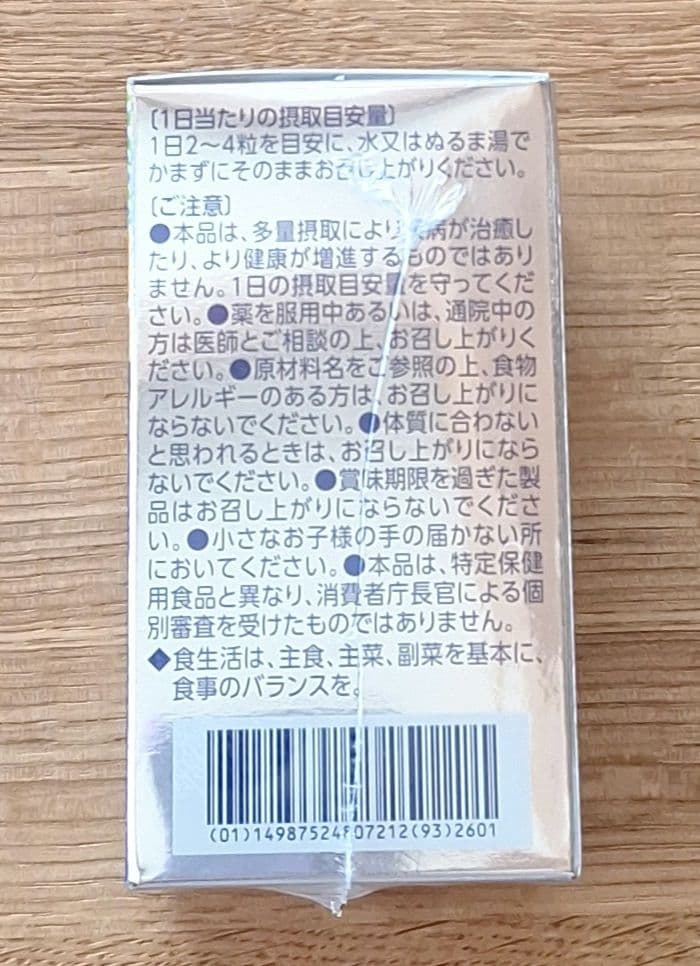 〔1日当たりの摂取目安量〕
1日2〜4粒を目安に、水又はぬるま湯で
かまずにそのままお召し上がりください。
〔ご注意〕
●本品は、多量摂取により疾病が治癒し
たり、より健康が増進するものではあり
ません。1日の摂取目安量を守ってくだ
さい。●薬を服用中あるいは、通院中の
方は医師とご相談の上、お召し上がりく
ださい。●原材料名をご参照の上、食物
アレルギーのある方は、お召し上がりに
ならないでください。●体質に合わない
と思われるときは、お召し上がりになら
ないでください。●賞味期限を過ぎた製
品はお召し上がりにならないでくださ
い。●小さなお子様の手の届かない所
においてください。●本品は、特定保健
用食品と異なり、消費者庁長官による個
別審査を受けたものではありません。
◆食生活は、主食、主菜、副菜を基本に、
食事のバランスを。
(01)14987524807212(93)2601